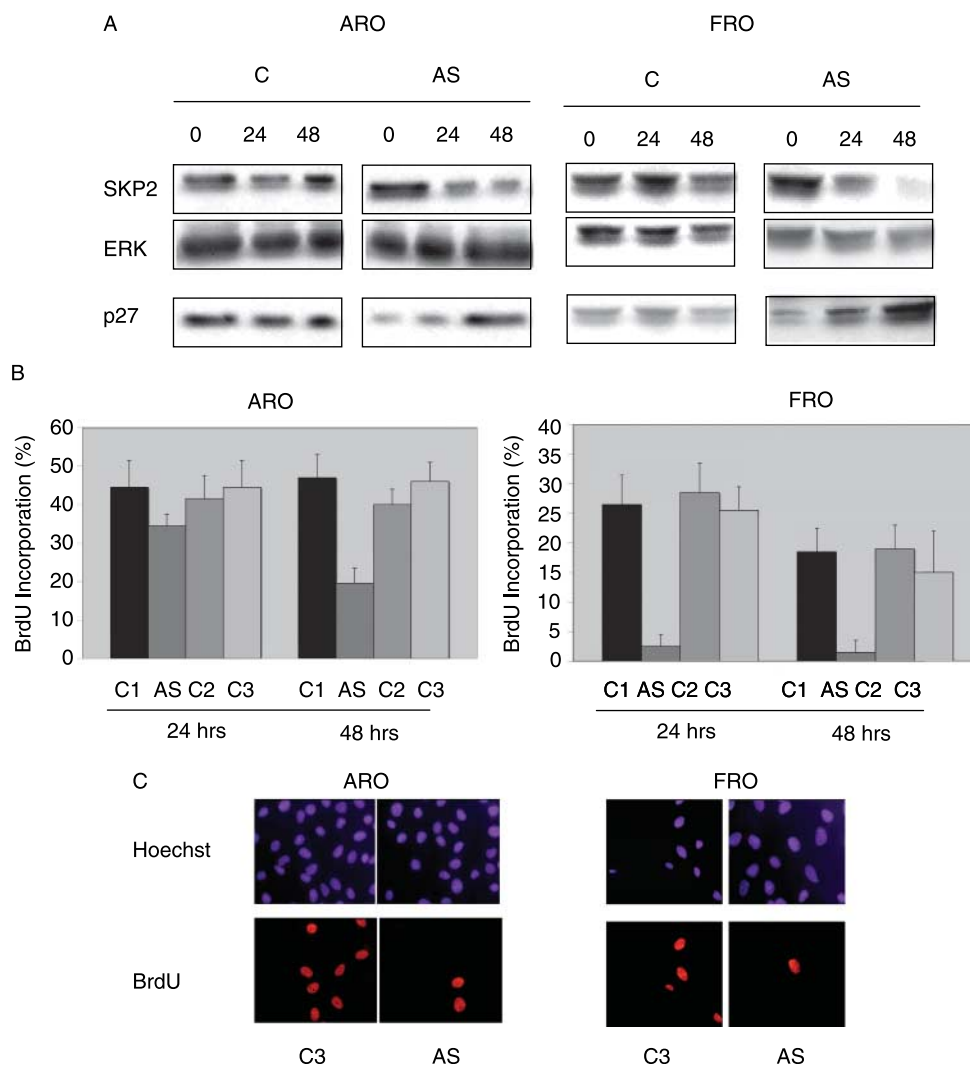 A ARO FRO
C AS C AS
0 24 48 0 24 48 0 24 48 0 24 48
SKP2
ERK
p27
B
ARO FRO
BrdU Incorporation (%)
60
50
40
30
20
10
0
C1 AS C2 C3 C1 AS C2 C3
24 hrs 48 hrs
BrdU Incorporation (%)
40
35
30
25
20
15
10
5
0
C1 AS C2 C3 C1 AS C2 C3
24 hrs 48 hrs
C ARO FRO
Hoechst
BrdU
C3 AS C3 AS